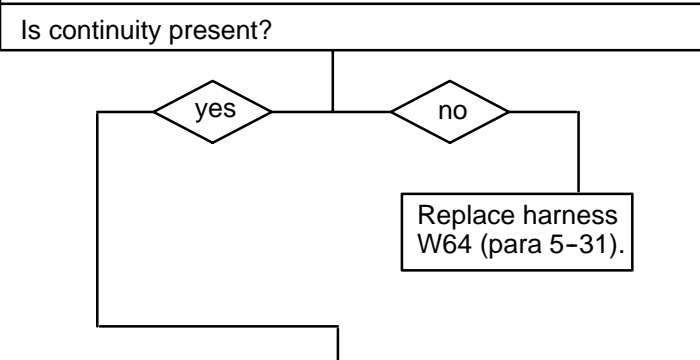 Is continuity present?
yes
no
Replace harness
W64 (para 5-31).